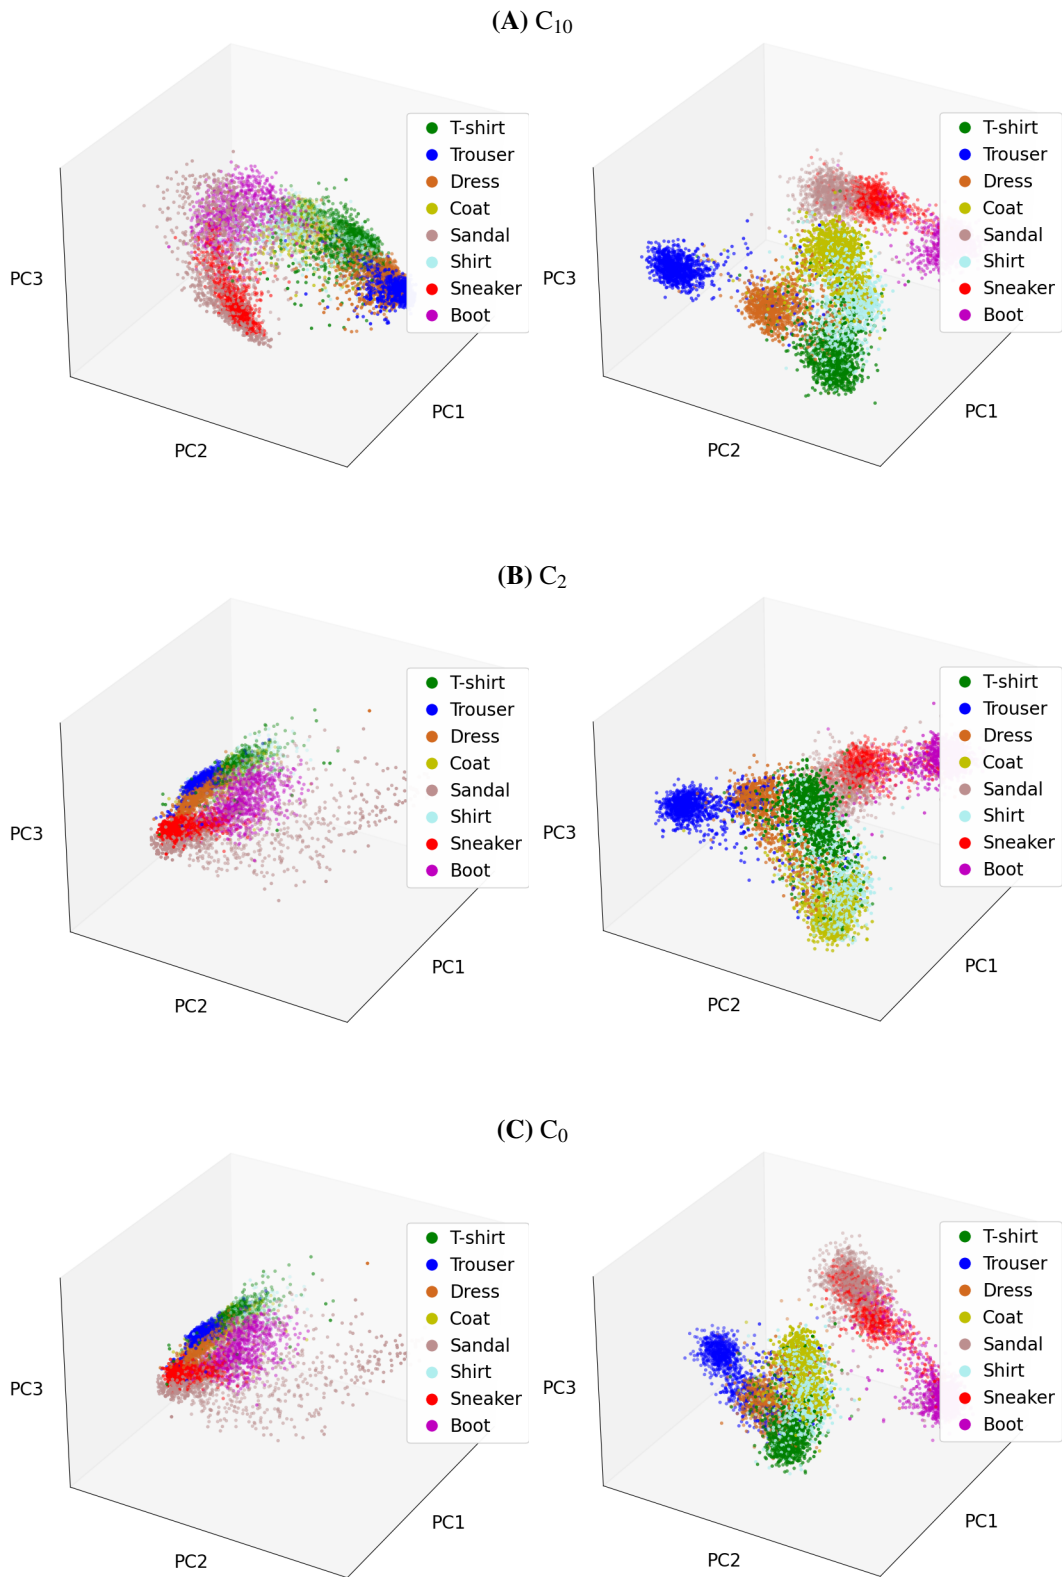 (A) C10
T-shirt
Trouser
Dress
Coat
Sandal
Shirt
Sneaker
Boot
PC3
PC2
PC1
T-shirt
Trouser
Dress
Coat
Sandal
Shirt
Sneaker
Boot
PC3
PC2
PC1
(B) C2
T-shirt
Trouser
Dress
Coat
Sandal
Shirt
Sneaker
Boot
PC3
PC2
PC1
T-shirt
Trouser
Dress
Coat
Sandal
Shirt
Sneaker
Boot
PC3
PC2
PC1
(C) C0
T-shirt
Trouser
Dress
Coat
Sandal
Shirt
Sneaker
Boot
PC3
PC2
PC1
T-shirt
Trouser
Dress
Coat
Sandal
Shirt
Sneaker
Boot
PC3
PC2
PC1